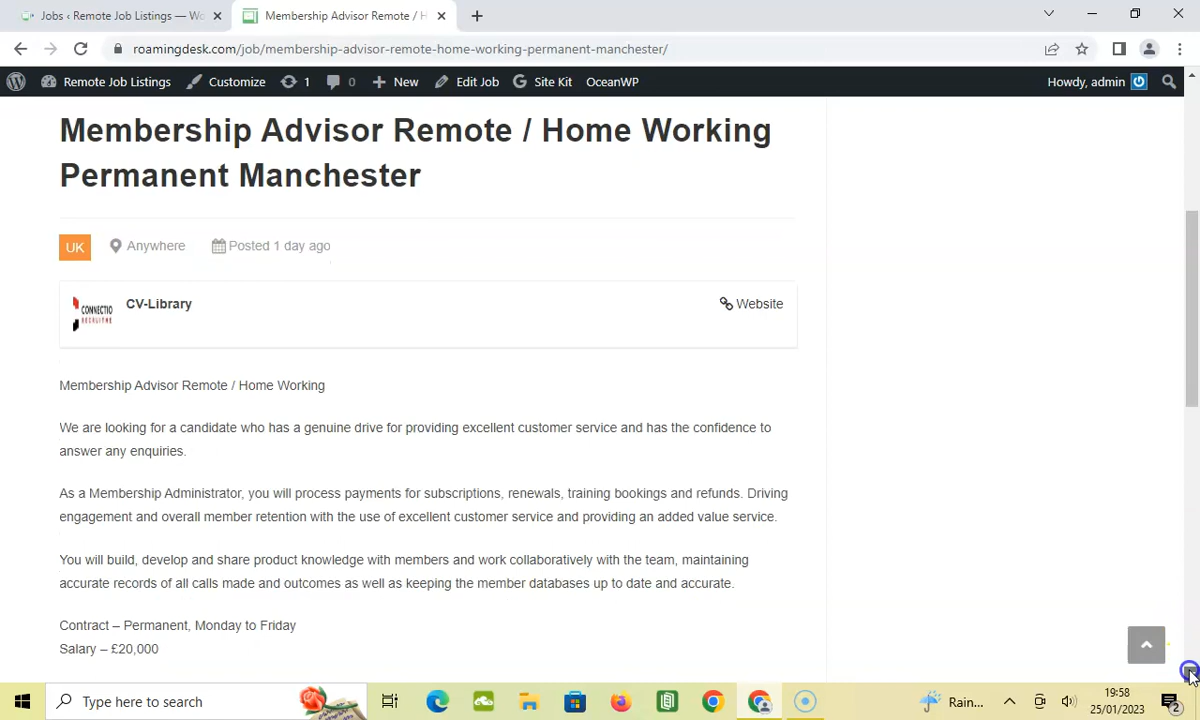 Jobs ‹ Remote Job Listings — Wo
Membership Advisor Remote / H
roamingdesk.com/job/membership-advisor-remote-home-working-permanent-manchester/
Remote Job Listings Customize 1 0 New Edit Job Site Kit OceanWP Howdy, admin
Membership Advisor Remote / Home Working
Permanent Manchester
UK Anywhere Posted 1 day ago
CONNECTIO
RECRUITME
CV-Library Website
Membership Advisor Remote / Home Working
We are looking for a candidate who has a genuine drive for providing excellent customer service and has the confidence to
answer any enquiries.
As a Membership Administrator, you will process payments for subscriptions, renewals, training bookings and refunds. Driving
engagement and overall member retention with the use of excellent customer service and providing an added value service.
You will build, develop and share product knowledge with members and work collaboratively with the team, maintaining
accurate records of all calls made and outcomes as well as keeping the member databases up to date and accurate.
Contract – Permanent, Monday to Friday
Salary – £20,000
Type here to search
Rain...
19:58
25/01/2023
2